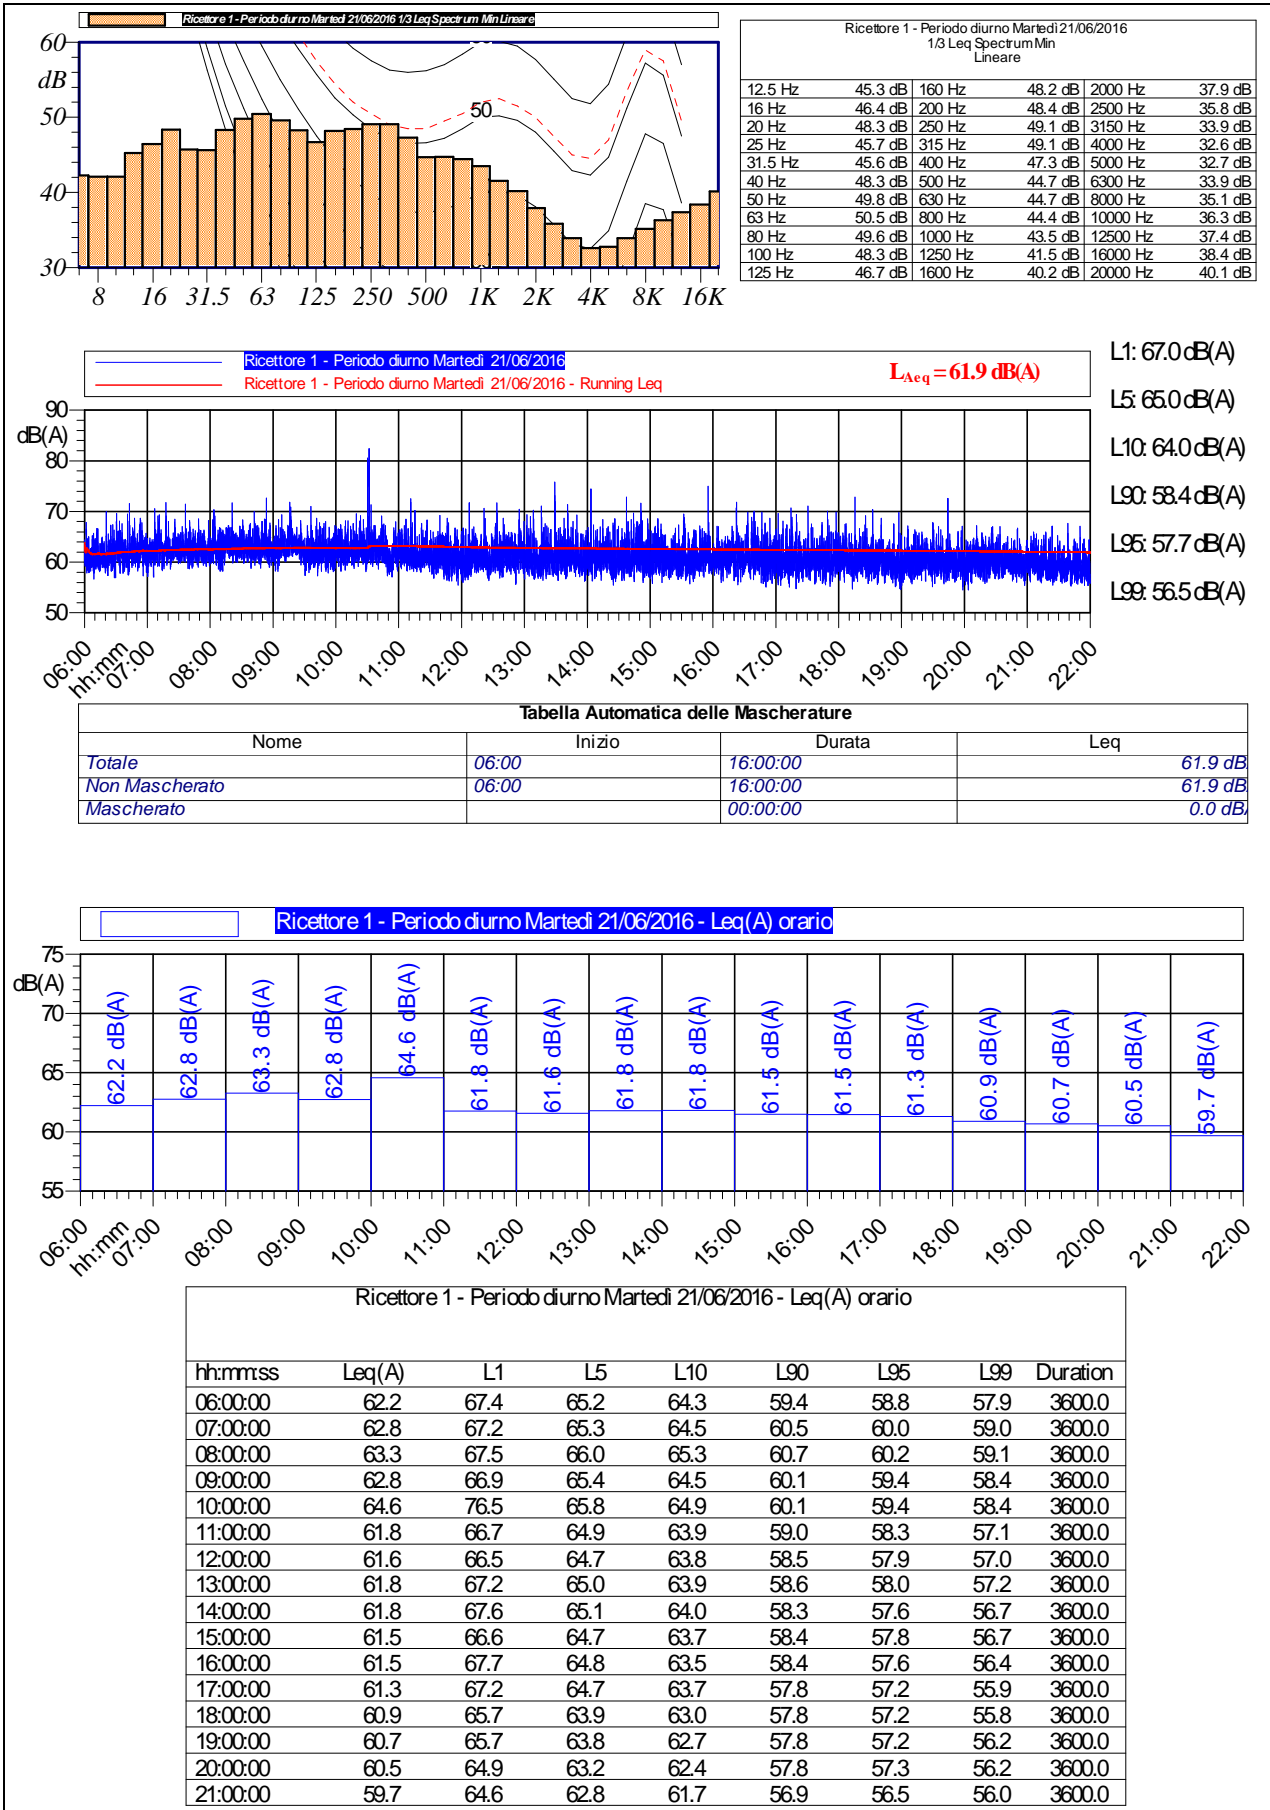 Ricettore 1 - Periodo diurno Martedì 21/06/2016 1/3 Leq Spectrum Min Lineare
60
dB
50
40
30
50
8 16 31.5 63 125 250 500 1K 2K 4K 8K 16K
Ricettore 1 - Periodo diurno Martedì 21/06/2016
1/3 Leq Spectrum Min
Lineare
12.5 Hz 45.3 dB 160 Hz 48.2 dB 2000 Hz 37.9 dB
16 Hz 46.4 dB 200 Hz 48.4 dB 2500 Hz 35.8 dB
20 Hz 48.3 dB 250 Hz 49.1 dB 3150 Hz 33.9 dB
25 Hz 45.7 dB 315 Hz 49.1 dB 4000 Hz 32.6 dB
31.5 Hz 45.6 dB 400 Hz 47.3 dB 5000 Hz 32.7 dB
40 Hz 48.3 dB 500 Hz 44.7 dB 6300 Hz 33.9 dB
50 Hz 49.8 dB 630 Hz 44.7 dB 8000 Hz 35.1 dB
63 Hz 50.5 dB 800 Hz 44.4 dB 10000 Hz 36.3 dB
80 Hz 49.6 dB 1000 Hz 43.5 dB 12500 Hz 37.4 dB
100 Hz 48.3 dB 1250 Hz 41.5 dB 16000 Hz 38.4 dB
125 Hz 46.7 dB 1600 Hz 40.2 dB 20000 Hz 40.1 dB
Ricettore 1 - Periodo diurno Martedì 21/06/2016
Ricettore 1 - Periodo diurno Martedì 21/06/2016 - Running Leq
LAeq = 61.9 dB(A)
L1: 67.0 dB(A)
L5: 65.0 dB(A)
L10: 64.0 dB(A)
L90: 58.4 dB(A)
L95: 57.7 dB(A)
L99: 56.5 dB(A)
90
dB(A)
80
70
60
50
06:00 hh:mm 07:00 08:00 09:00 10:00 11:00 12:00 13:00 14:00 15:00 16:00 17:00 18:00 19:00 20:00 21:00 22:00
Tabella Automatica delle Mascherature
Nome Inizio Durata Leq
Totale 06:00 16:00:00 61.9 dB
Non Mascherato 06:00 16:00:00 61.9 dB
Mascherato 00:00:00 0.0 dB
Ricettore 1 - Periodo diurno Martedì 21/06/2016 - Leq(A) orario
75
dB(A)
70
65
60
55
62.2 dB(A) 62.8 dB(A) 63.3 dB(A) 62.8 dB(A) 64.6 dB(A) 61.8 dB(A) 61.6 dB(A) 61.8 dB(A) 61.8 dB(A) 61.5 dB(A) 61.5 dB(A) 61.3 dB(A) 60.9 dB(A) 60.7 dB(A) 60.5 dB(A) 59.7 dB(A)
06:00 hh:mm 07:00 08:00 09:00 10:00 11:00 12:00 13:00 14:00 15:00 16:00 17:00 18:00 19:00 20:00 21:00 22:00
Ricettore 1 - Periodo diurno Martedì 21/06/2016 - Leq(A) orario
hh:mm:ss Leq(A) L1 L5 L10 L90 L95 L99 Duration
06:00:00 62.2 67.4 65.2 64.3 59.4 58.8 57.9 3600.0
07:00:00 62.8 67.2 65.3 64.5 60.5 60.0 59.0 3600.0
08:00:00 63.3 67.5 66.0 65.3 60.7 60.2 59.1 3600.0
09:00:00 62.8 66.9 65.4 64.5 60.1 59.4 58.4 3600.0
10:00:00 64.6 76.5 65.8 64.9 60.1 59.4 58.4 3600.0
11:00:00 61.8 66.7 64.9 63.9 59.0 58.3 57.1 3600.0
12:00:00 61.6 66.5 64.7 63.8 58.5 57.9 57.0 3600.0
13:00:00 61.8 67.2 65.0 63.9 58.6 58.0 57.2 3600.0
14:00:00 61.8 67.6 65.1 64.0 58.3 57.6 56.7 3600.0
15:00:00 61.5 66.6 64.7 63.7 58.4 57.8 56.7 3600.0
16:00:00 61.5 67.7 64.8 63.5 58.4 57.6 56.4 3600.0
17:00:00 61.3 67.2 64.7 63.7 57.8 57.2 55.9 3600.0
18:00:00 60.9 65.7 63.9 63.0 57.8 57.2 55.8 3600.0
19:00:00 60.7 65.7 63.8 62.7 57.8 57.2 56.2 3600.0
20:00:00 60.5 64.9 63.2 62.4 57.8 57.3 56.2 3600.0
21:00:00 59.7 64.6 62.8 61.7 56.9 56.5 56.0 3600.0